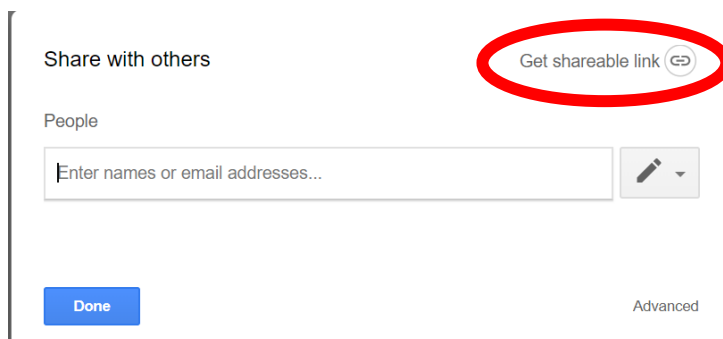 Share with others
Get shareable link
People
Enter names or email addresses...
Done
Advanced